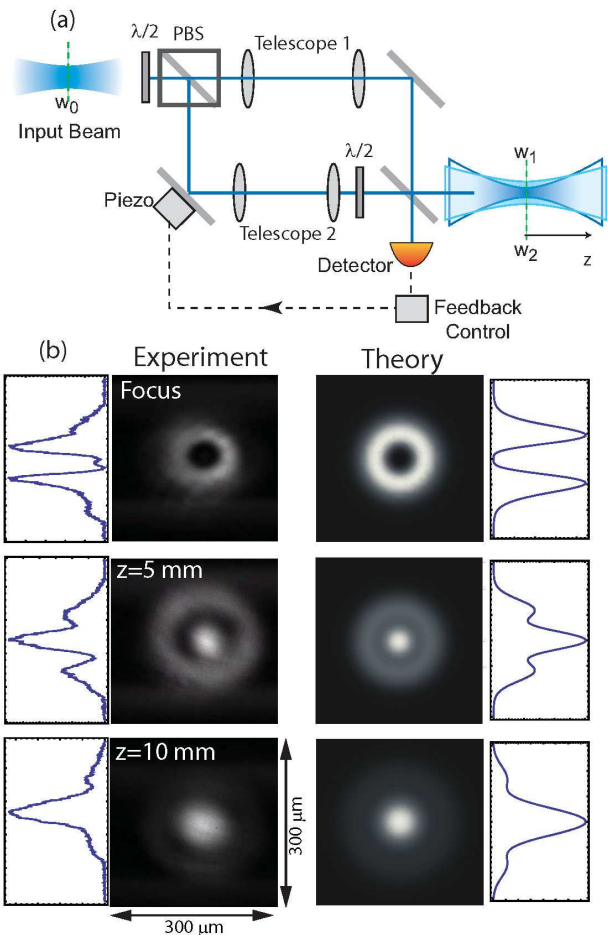 (a)
λ/2
PBS
Telescope 1
w0
Input Beam
λ/2
w1
Piezo
Telescope 2
w2
z
Detector
Feedback
Control
(b)
Experiment
Theory
Focus
z=5 mm
z=10 mm
300 μm
300 μm